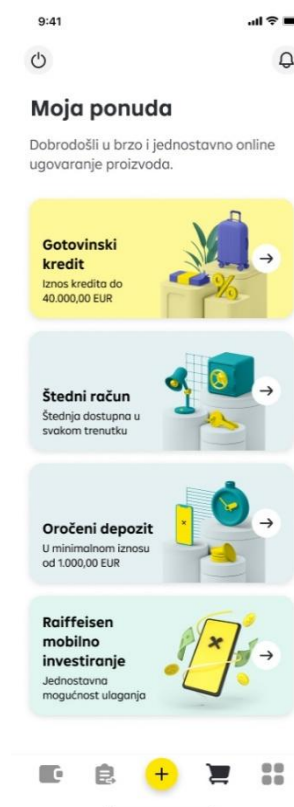 9:41
Moja ponuda
Dobrodošli u brzo i jednostavno online
ugovaranje proizvoda.
Gotovinski
kredit
Iznos kredita do
40.000,00 EUR
%
Štedni račun
Štednja dostupna u
svakom trenutku
Oročeni depozit
U minimalnom iznosu
od 1.000,00 EUR
Raiffeisen
mobilno
investiranje
Jednostavna
mogućnost ulaganja